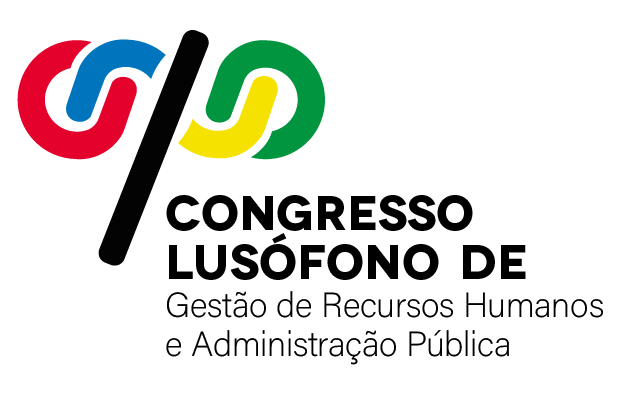 CONGRESSO
LUSÓFONO DE
Gestão de Recursos Humanos
e Administração Pública